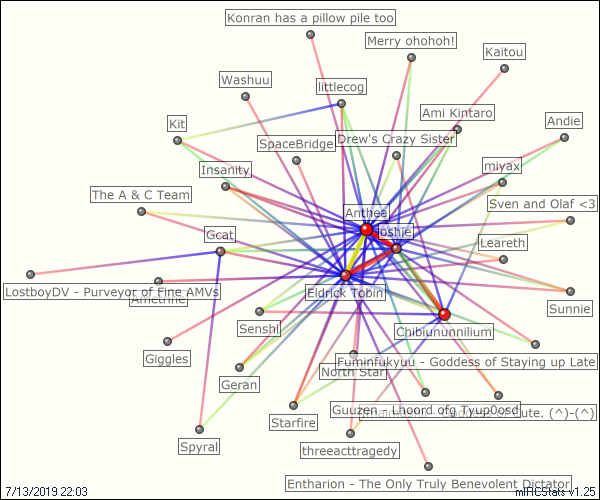 Konran has a pillow pile too
Merry ohohoh!
Kaitou
Washuu
littlecog
Ami Kintaro
Andie
Kit
SpaceBridge
Drew's Crazy Sister
Insanity
miyax
The A & C Team
Sven and Olaf <3
Anthea
Gcat
Joshie
Leareth
LostboyDV - Purveyor of Fine AMVs
Eldrick Tobin
Sunnie
Senshi
Chibiununnilium
Giggles
Fuminfukyuu - Goddess of Staying up Late
North Star
Geran
Guuzen - Lhoord ofg Tyup0osd
Cute. (^)-(^)
Starfire
Spyral
threeacttragedy
Entharion - The Only Truly Benevolent Dictator
7/13/2019 22:03
mIRCStats v1.25